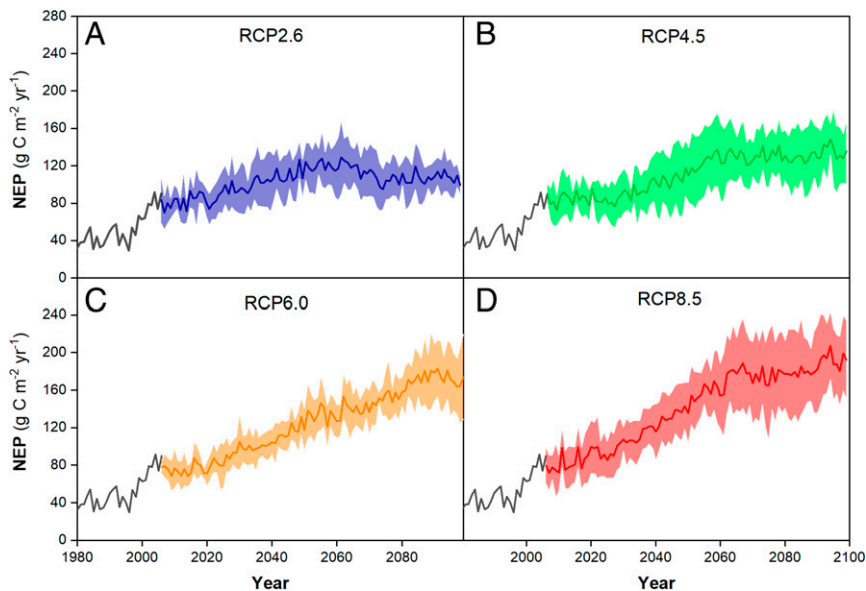 A RCP2.6
B RCP4.5
280
240
200
160
120
80
40
0
NEP (g C m⁻² yr⁻¹)
C RCP6.0
D RCP8.5
240
200
160
120
80
40
0
NEP (g C m⁻² yr⁻¹)
1980 2000 2020 2040 2060 2080
2000 2020 2040 2060 2080 2100
Year
Year